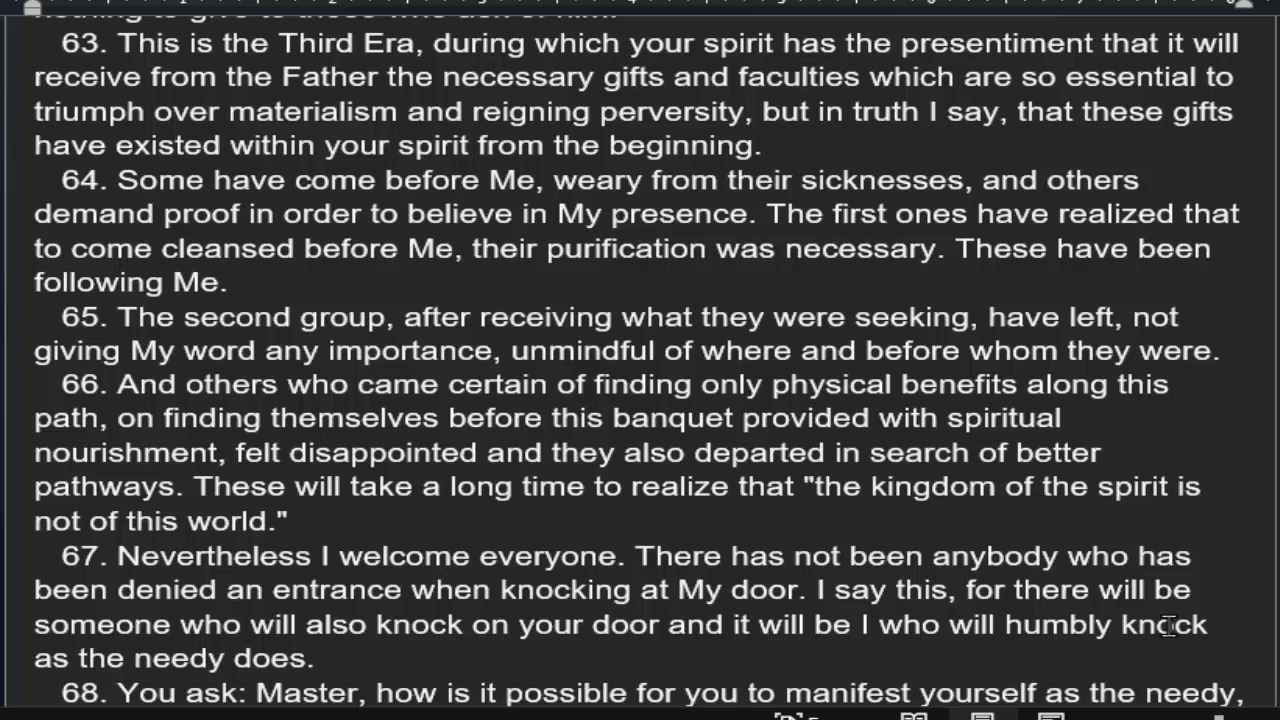 nothing to give to those who ask of him.
63. This is the Third Era, during which your spirit has the presentiment that it will
receive from the Father the necessary gifts and faculties which are so essential to
triumph over materialism and reigning perversity, but in truth I say, that these gifts
have existed within your spirit from the beginning.
64. Some have come before Me, weary from their sicknesses, and others
demand proof in order to believe in My presence. The first ones have realized that
to come cleansed before Me, their purification was necessary. These have been
following Me.
65. The second group, after receiving what they were seeking, have left, not
giving My word any importance, unmindful of where and before whom they were.
66. And others who came certain of finding only physical benefits along this
path, on finding themselves before this banquet provided with spiritual
nourishment, felt disappointed and they also departed in search of better
pathways. These will take a long time to realize that "the kingdom of the spirit is
not of this world."
67. Nevertheless I welcome everyone. There has not been anybody who has
been denied an entrance when knocking at My door. I say this, for there will be
someone who will also knock on your door and it will be I who will humbly knock
as the needy does.
68. You ask: Master, how is it possible for you to manifest yourself as the needy,